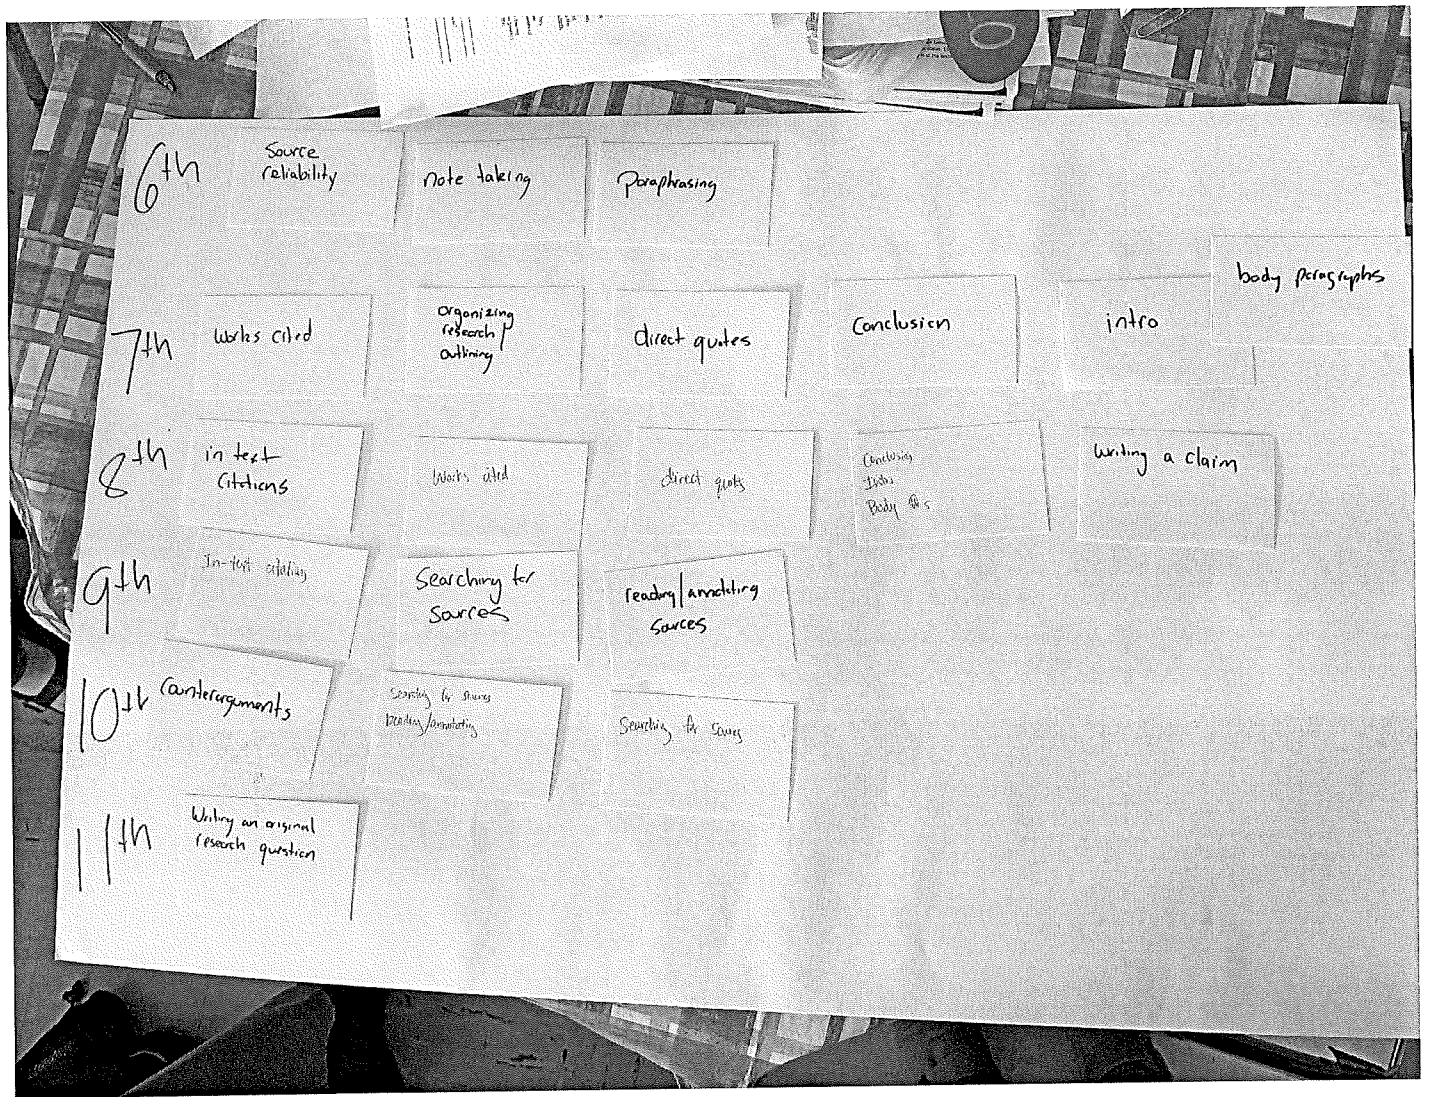 6th
Source
reliability
note taking
Paraphrasing
7th
Works cited
organizing
research/
outlining
direct quotes
Conclusion
intro
body paragraphs
8th
in text
Citations
Works cited
direct quotes
Conclusion
Intro
Body ¶s
Writing a claim
9th
In-text citations
Searching for
Sources
reading/annotating
Sources
10th
Counterarguments
Searching for sources
Reading/annotating
Searching for sources
11th
Writing an original
research question